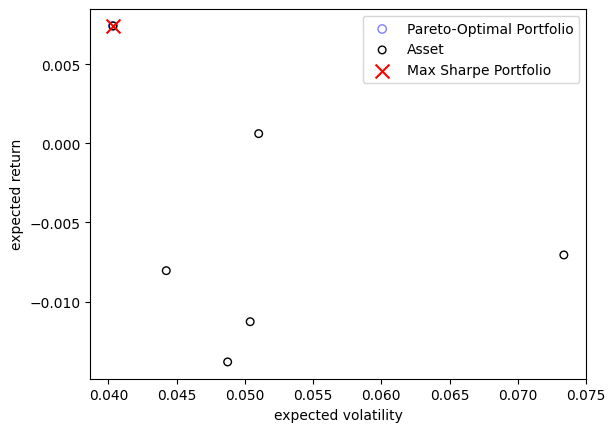 Pareto-Optimal Portfolio
Asset
Max Sharpe Portfolio
expected return
0.005
0.000
−0.005
−0.010
0.040 0.045 0.050 0.055 0.060 0.065 0.070 0.075
expected volatility